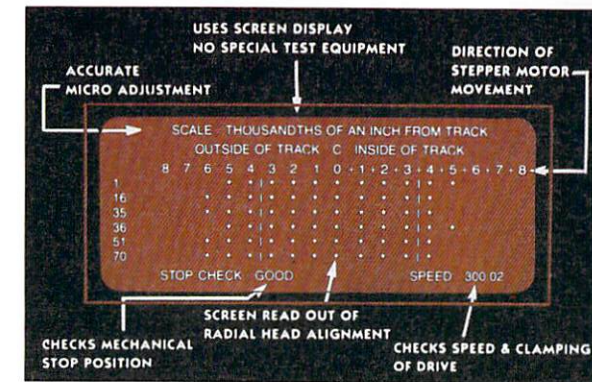 USES SCREEN DISPLAY
NO SPECIAL TEST EQUIPMENT
DIRECTION OF
STEPPER MOTOR
MOVEMENT
ACCURATE
MICRO ADJUSTMENT
SCALE THOUSANDTHS OF AN INCH FROM TRACK
OUTSIDE OF TRACK C INSIDE OF TRACK
8 7 6 5 4 3 2 1 0 + 1 + 2 + 3 + 4 + 5 + 6 + 7 + 8 -
1
16
35
36
51
70
STOP CHECK GOOD SPEED 300.02
SCREEN READ OUT OF
RADIAL HEAD ALIGNMENT
CHECKS MECHANICAL
STOP POSITION
CHECKS SPEED & CLAMPING
OF DRIVE